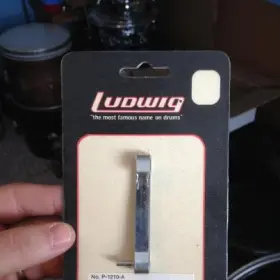 Ludwig
"the most famous name on drums"
No. P-1210-A